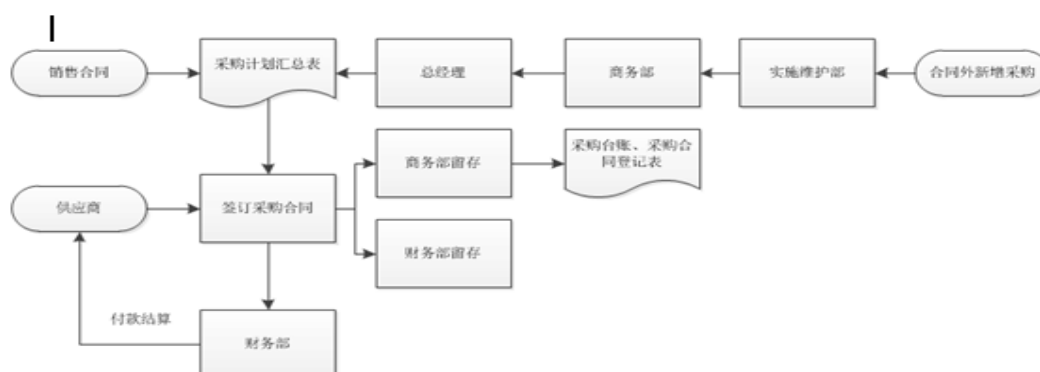 销售合同
采购计划汇总表
总经理
商务部
实施维护部
合同外新增采购
商务部留存
采购台账、采购合
同登记表
供应商
签订采购合同
财务部留存
付款结算
财务部